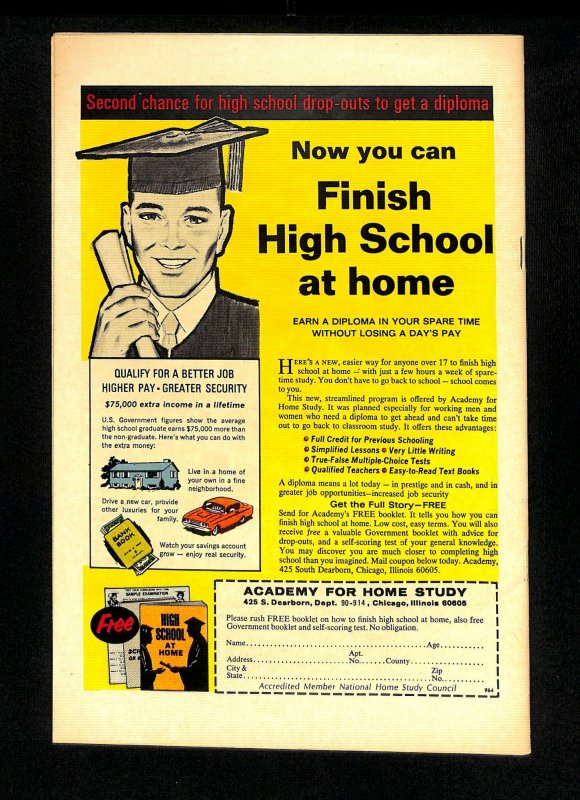 Second chance for high school drop-outs to get a diploma
Now you can
Finish
High School
at home
EARN A DIPLOMA IN YOUR SPARE TIME
WITHOUT LOSING A DAY'S PAY
HERE'S A NEW, easier way for anyone over 17 to finish high
school at home — with just a few hours a week of spare-
time study. You don't have to go back to school — school comes
to you.
This new, streamlined program is offered by Academy for
Home Study. It was planned especially for working men and
women who need a diploma to get ahead and can't take time
out to go back to classroom study. It offers these advantages:
Full Credit for Previous Schooling
Simplified Lessons Very Little Writing
True-False Multiple-Choice Tests
Qualified Teachers Easy-to-Read Text Books
A diploma means a lot today — in prestige and in cash, and in
greater job opportunities—increased job security
Get the Full Story—FREE
Send for Academy's FREE booklet. It tells you how you can
finish high school at home. Low cost, easy terms. You will also
receive free a valuable Government booklet with advice for
drop-outs, and a self-scoring test of your general knowledge.
You may discover you are much closer to completing high
school than you imagined. Mail coupon below today. Academy,
425 South Dearborn, Chicago, Illinois 60605.
QUALIFY FOR A BETTER JOB
HIGHER PAY • GREATER SECURITY
$75,000 extra income in a lifetime
U.S. Government figures show the average
high school graduate earns $75,000 more than
the non-graduate. Here's what you can do with
the extra money:
Live in a home of
your own in a fine
neighborhood.
Drive a new car, provide
other luxuries for your
family.
BANK
BOOK
Watch your savings account
grow — enjoy real security.
SAMPLE EXAMINATION
Free
HIGH
SCHOOL
AT
HOME
ACADEMY FOR HOME STUDY
425 S. Dearborn, Dept. 90-914, Chicago, Illinois 60605
Please rush FREE booklet on how to finish high school at home, also free
Government booklet and self-scoring test. No obligation.
Name Age
Apt.
Address No. County
City & Zip
State No.
Accredited Member National Home Study Council 964